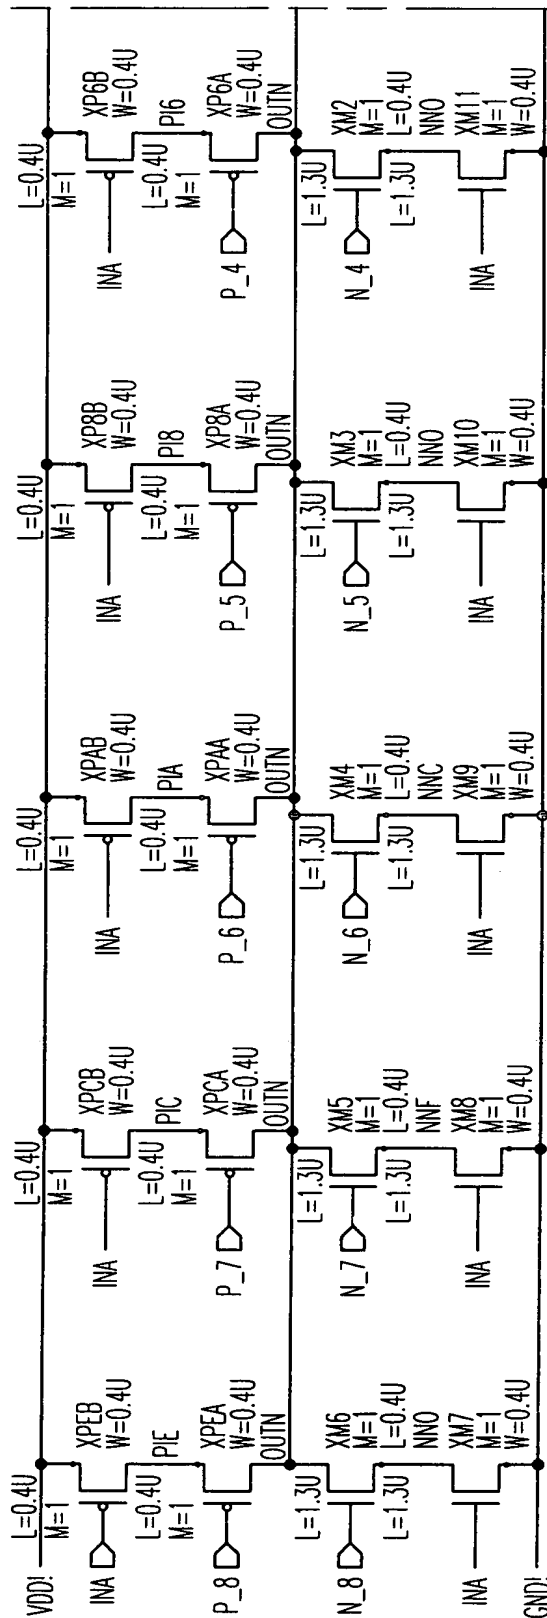 VDD!
L=0.4U
M=1
INA
XPEB
W=0.4U
PIE
L=0.4U
M=1
P_8
XPEA
W=0.4U
OUTN
L=1.3U
N_8
XM6
M=1
L=0.4U
L=1.3U
NNO
INA
XM7
M=1
W=0.4U
GND!
L=0.4U
M=1
INA
XPCB
W=0.4U
PIC
L=0.4U
M=1
P_7
XPCA
W=0.4U
OUTN
L=1.3U
N_7
XM5
M=1
L=0.4U
L=1.3U
NNF
INA
XM8
M=1
W=0.4U
L=0.4U
M=1
INA
XPAB
W=0.4U
PIA
L=0.4U
M=1
P_6
XPAA
W=0.4U
OUTN
L=1.3U
N_6
XM4
M=1
L=0.4U
L=1.3U
NNC
INA
XM9
M=1
W=0.4U
L=0.4U
M=1
INA
XP8B
W=0.4U
PI8
L=0.4U
M=1
P_5
XP8A
W=0.4U
OUTN
L=1.3U
N_5
XM3
M=1
L=0.4U
L=1.3U
NNO
INA
XM10
M=1
W=0.4U
L=0.4U
M=1
INA
XP6B
W=0.4U
PI6
L=0.4U
M=1
P_4
XP6A
W=0.4U
OUTN
L=1.3U
N_4
XM2
M=1
L=0.4U
L=1.3U
NNO
INA
XM11
M=1
W=0.4U